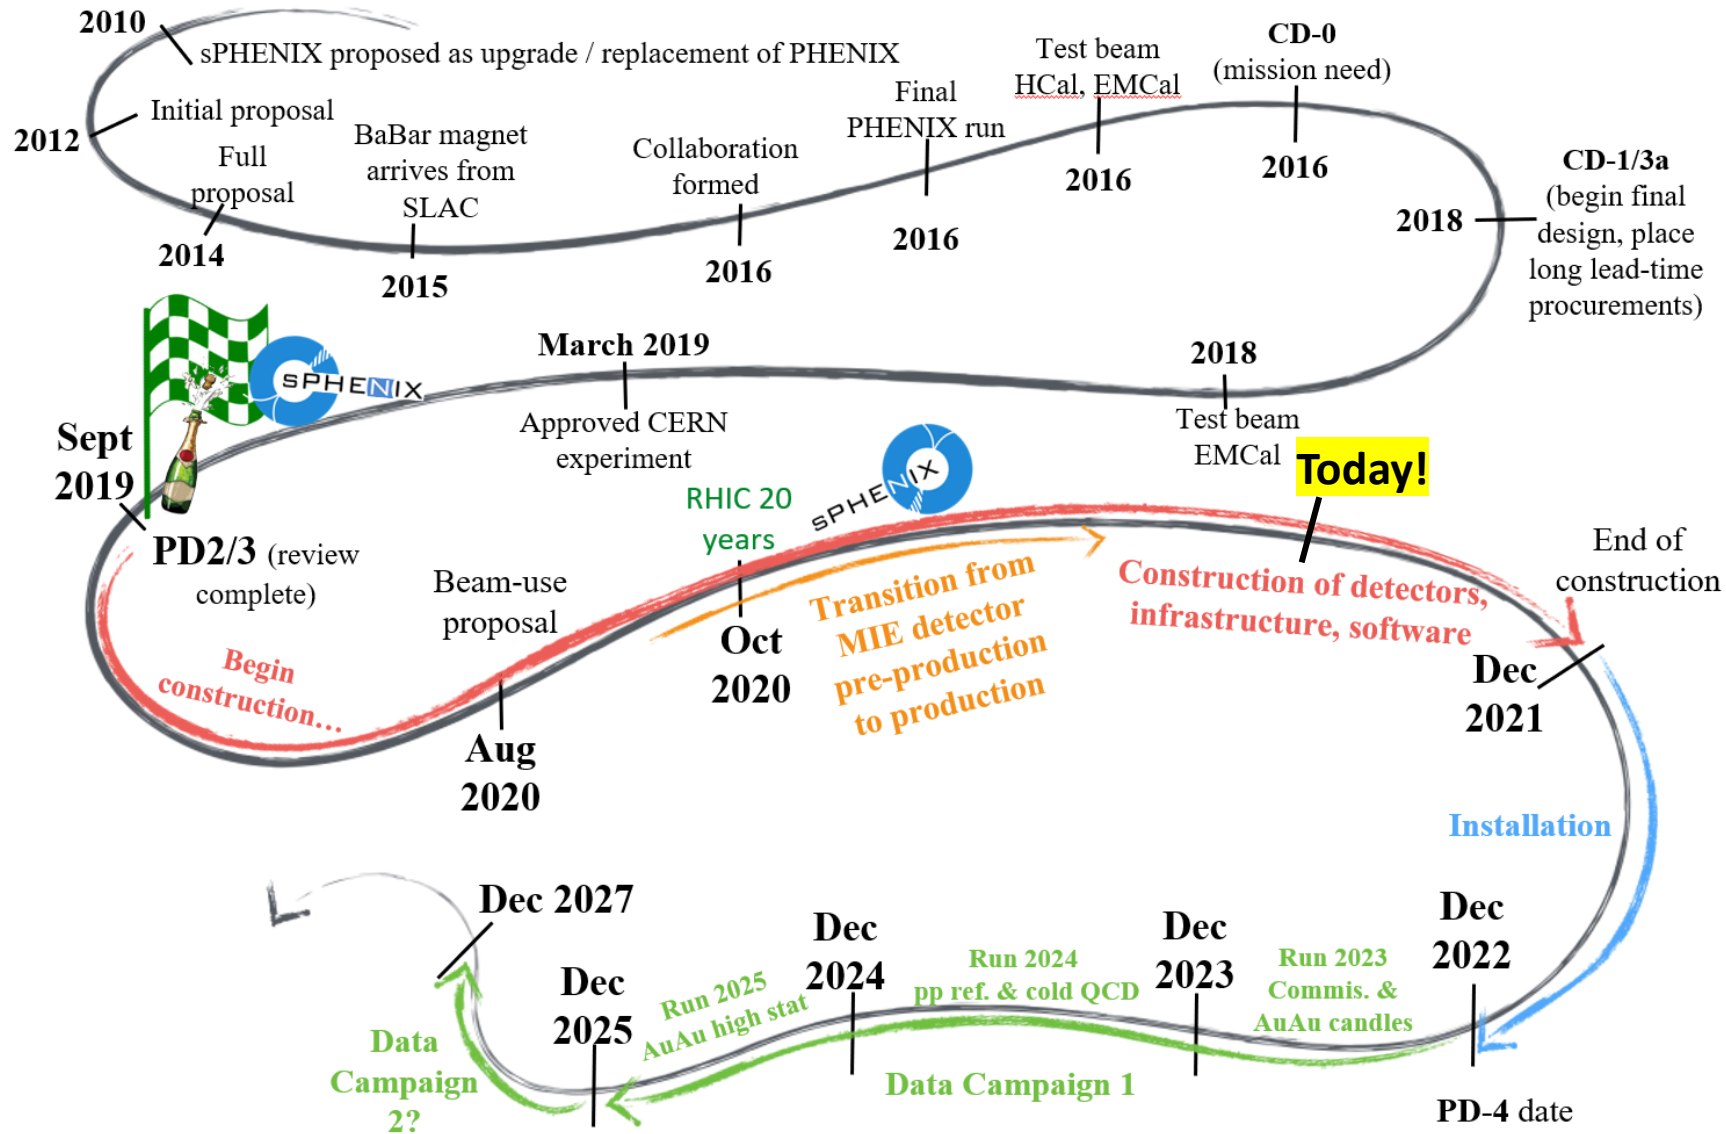 2010
sPHENIX proposed as upgrade / replacement of PHENIX
2012
Initial proposal
Full
proposal
2014
BaBar magnet
arrives from
SLAC
2015
Collaboration
formed
2016
Final
PHENIX run
2016
Test beam
HCal, EMCal
2016
CD-0
(mission need)
2016
2018
CD-1/3a
(begin final
design, place
long lead-time
procurements)
2018
Test beam
EMCal
March 2019
Approved CERN
experiment
sPHENIX
Sept
2019
PD2/3 (review
complete)
Begin
construction...
Beam-use
proposal
Aug
2020
RHIC 20
years
Oct
2020
sPHENIX
Transition from
MIE detector
pre-production
to production
Today!
Construction of detectors,
infrastructure, software
End of
construction
Dec
2021
Installation
Dec
2022
PD-4 date
Run 2023
Commis. &
AuAu candles
Dec
2023
Run 2024
pp ref. & cold QCD
Data Campaign 1
Dec
2024
Run 2025
AuAu high stat
Dec
2025
Data
Campaign
2?
Dec 2027